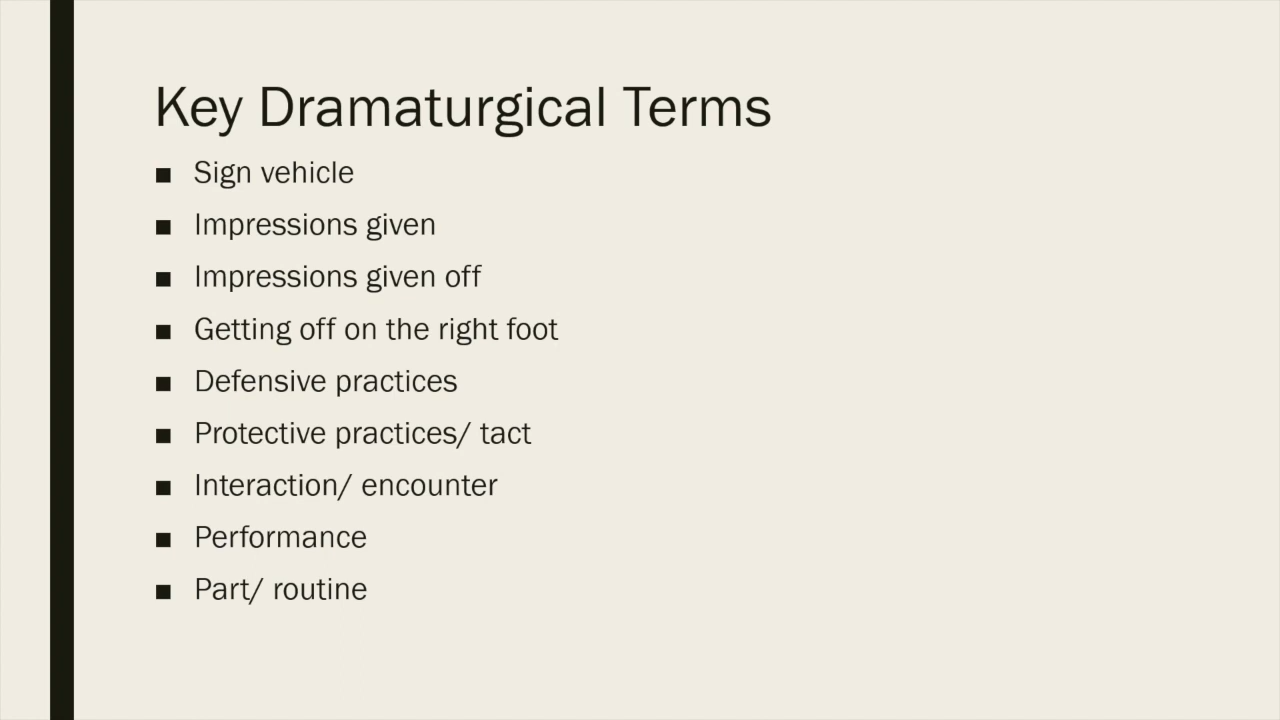 Key Dramaturgical Terms
■ Sign vehicle
■ Impressions given
■ Impressions given off
■ Getting off on the right foot
■ Defensive practices
■ Protective practices/ tact
■ Interaction/ encounter
■ Performance
■ Part/ routine